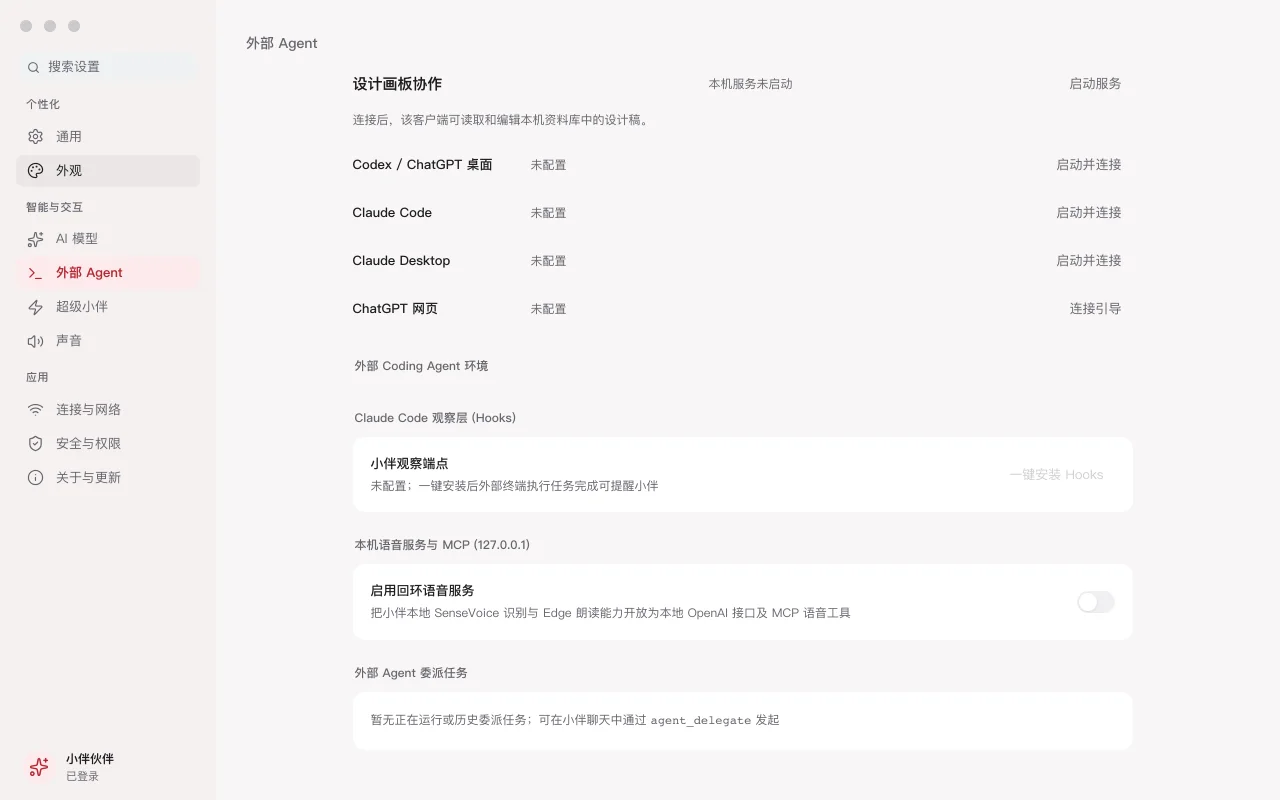 搜索设置
个性化
通用
外观
智能与交互
AI 模型
外部 Agent
超级小伴
声音
应用
连接与网络
安全与权限
关于与更新
小伴伙伴
已登录
外部 Agent
设计画板协作 本机服务未启动 启动服务
连接后，该客户端可读取和编辑本机资料库中的设计稿。
Codex / ChatGPT 桌面 未配置 启动并连接
Claude Code 未配置 启动并连接
Claude Desktop 未配置 启动并连接
ChatGPT 网页 未配置 连接引导
外部 Coding Agent 环境
Claude Code 观察层 (Hooks)
小伴观察端点
未配置；一键安装后外部终端执行任务完成可提醒小伴
一键安装 Hooks
本机语音服务与 MCP (127.0.0.1)
启用回环语音服务
把小伴本地 SenseVoice 识别与 Edge 朗读能力开放为本地 OpenAI 接口及 MCP 语音工具
外部 Agent 委派任务
暂无正在运行或历史委派任务；可在小伴聊天中通过 agent_delegate 发起